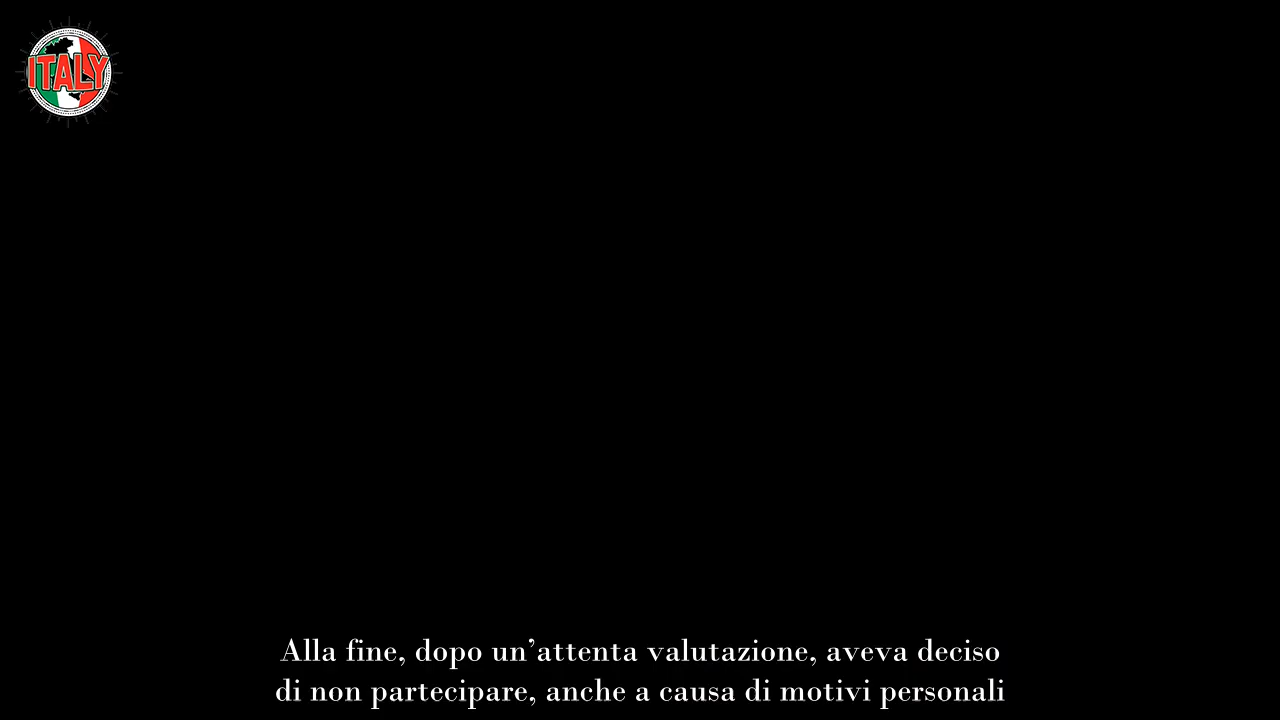 ITALY
Alla fine, dopo un’attenta valutazione, aveva deciso
di non partecipare, anche a causa di motivi personali